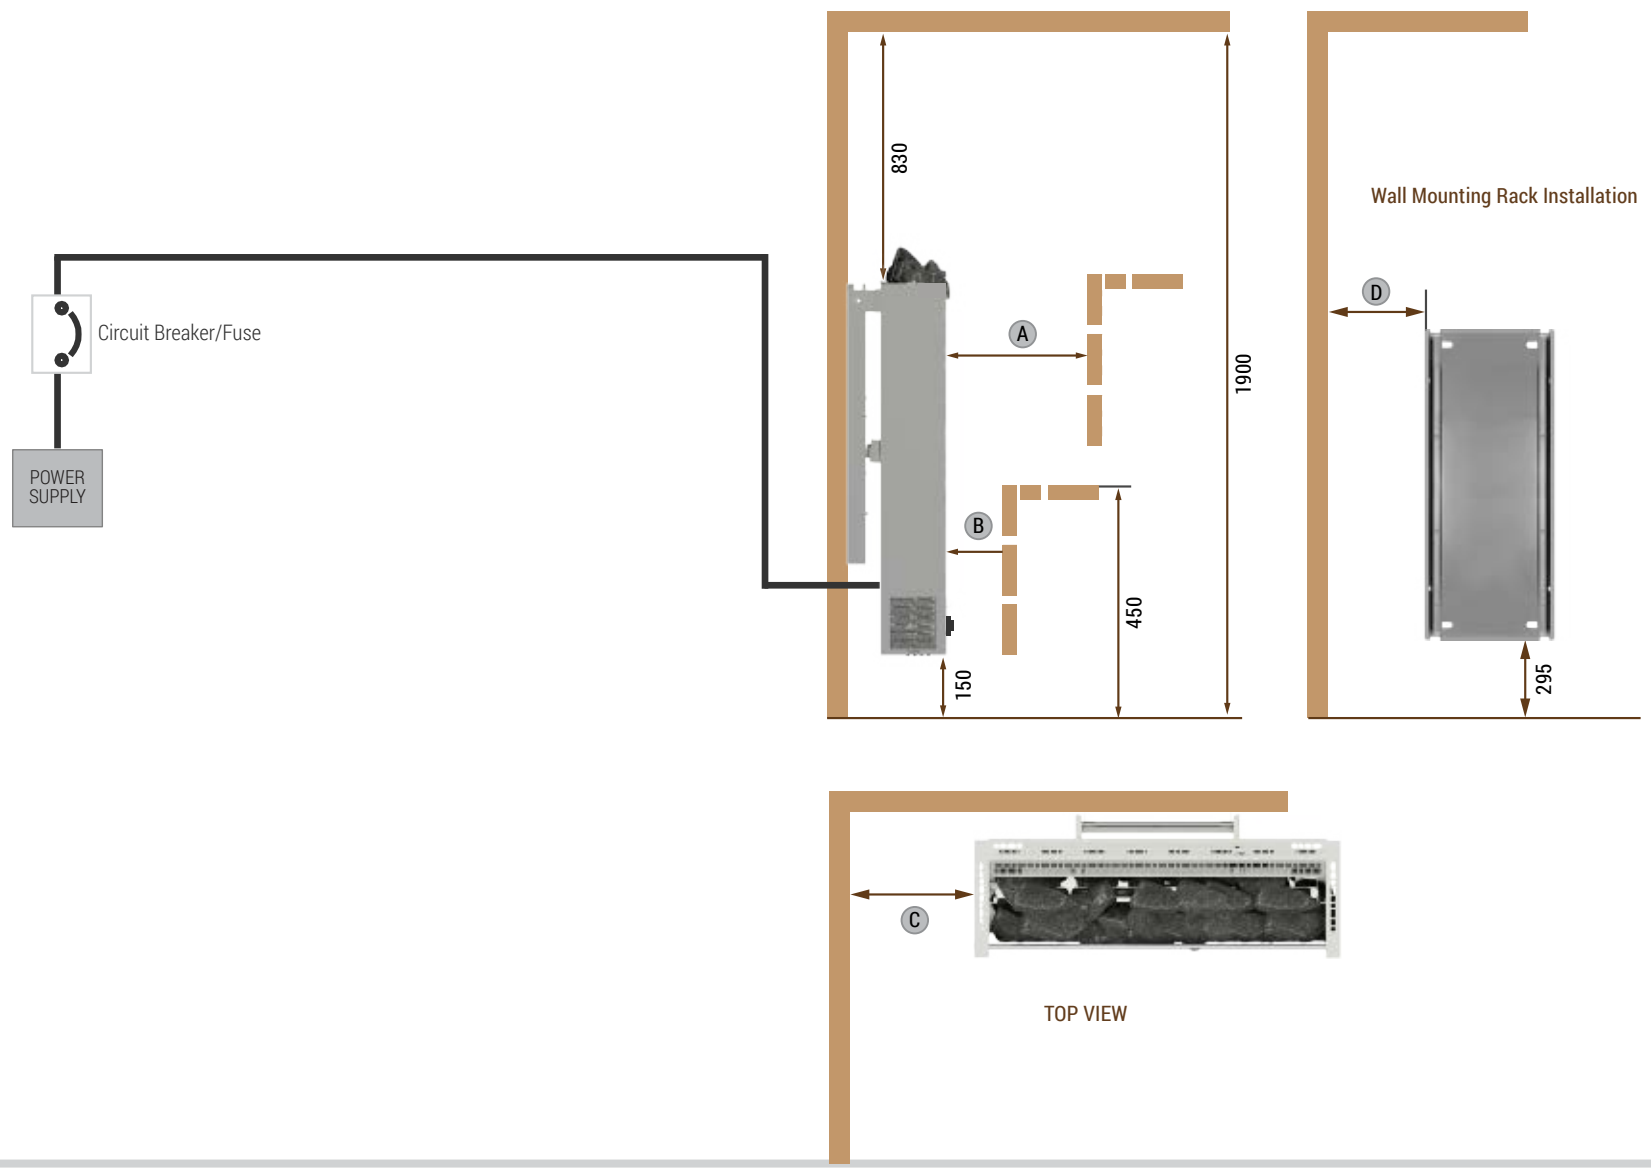 830
Wall Mounting Rack Installation
D
A
Circuit Breaker/Fuse
1900
POWER
SUPPLY
B
450
150
295
C
TOP VIEW